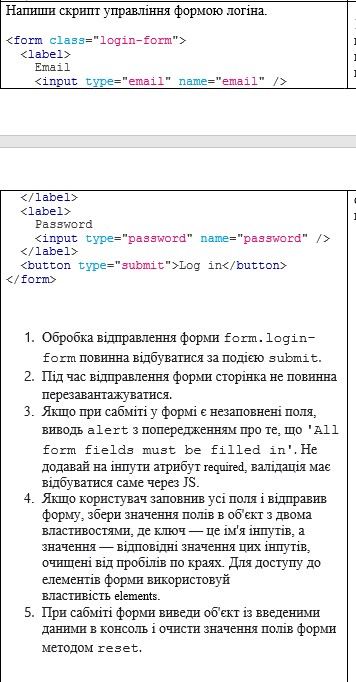 Напиши скрипт управління формою логіна.
<form class="login-form">
<label>
Email
<input type="email" name="email" />
</label>
<label>
Password
<input type="password" name="password" />
</label>
<button type="submit">Log in</button>
</form>
1. Обробка відправлення форми form.login-
form повинна відбуватися за подією submit.
2. Під час відправлення форми сторінка не повинна
перезавантажуватися.
3. Якщо при сабміті у формі є незаповнені поля,
виводь alert з попередженням про те, що 'All
form fields must be filled in'. Не
додавай на інпути атрибут required, валідація має
відбуватися саме через JS.
4. Якщо користувач заповнив усі поля і відправив
форму, збери значення полів в об'єкт з двома
властивостями, де ключ — це ім'я інпутів, а
значення — відповідні значення цих інпутів,
очищені від пробілів по краях. Для доступу до
елементів форми використовуй
властивість elements.
5. При сабміті форми виведи об'єкт із введеними
даними в консоль і очисти значення полів форми
методом reset.